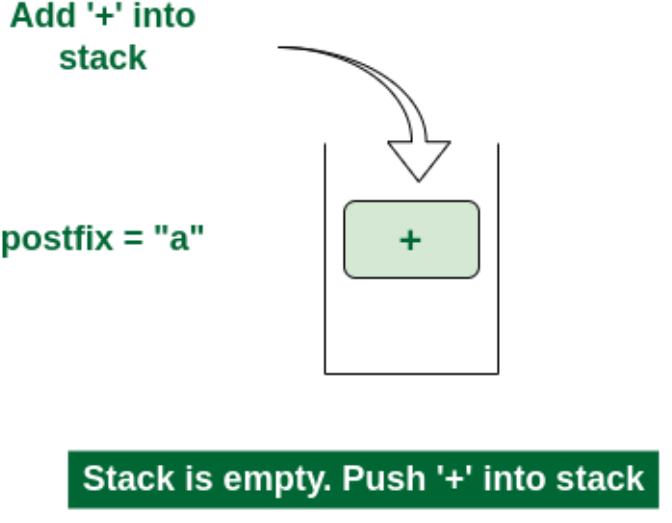 Add '+' into
stack
postfix = "a"
+
Stack is empty. Push '+' into stack